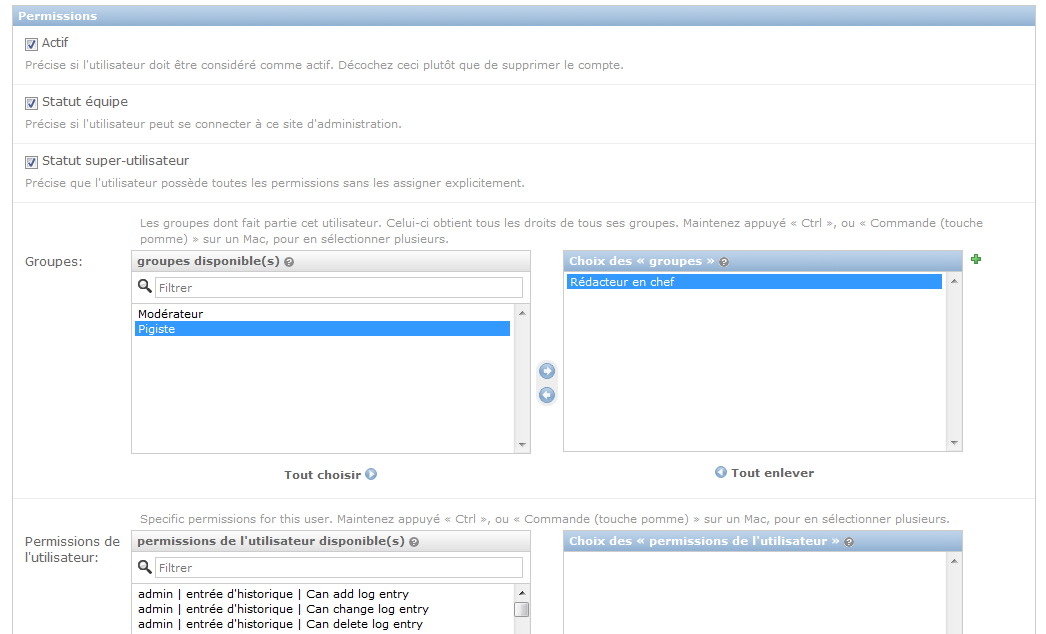 Permissions
Actif
Précise si l'utilisateur doit être considéré comme actif. Décochez ceci plutôt que de supprimer le compte.
Statut équipe
Précise si l'utilisateur peut se connecter à ce site d'administration.
Statut super-utilisateur
Précise que l'utilisateur possède toutes les permissions sans les assigner explicitement.
Les groupes dont fait partie cet utilisateur. Celui-ci obtient tous les droits de tous ses groupes. Maintenez appuyé « Ctrl », ou « Commande (touche
pomme) » sur un Mac, pour en sélectionner plusieurs.
Groupes:
groupes disponible(s) ?
Filtrer
Modérateur
Pigiste
Tout choisir
Choix des « groupes » ?
Rédacteur en chef
Tout enlever
Specific permissions for this user. Maintenez appuyé « Ctrl », ou « Commande (touche pomme) » sur un Mac, pour en sélectionner plusieurs.
Permissions de
l'utilisateur:
permissions de l'utilisateur disponible(s) ?
Filtrer
admin | entrée d'historique | Can add log entry
admin | entrée d'historique | Can change log entry
admin | entrée d'historique | Can delete log entry
Choix des « permissions de l'utilisateur » ?